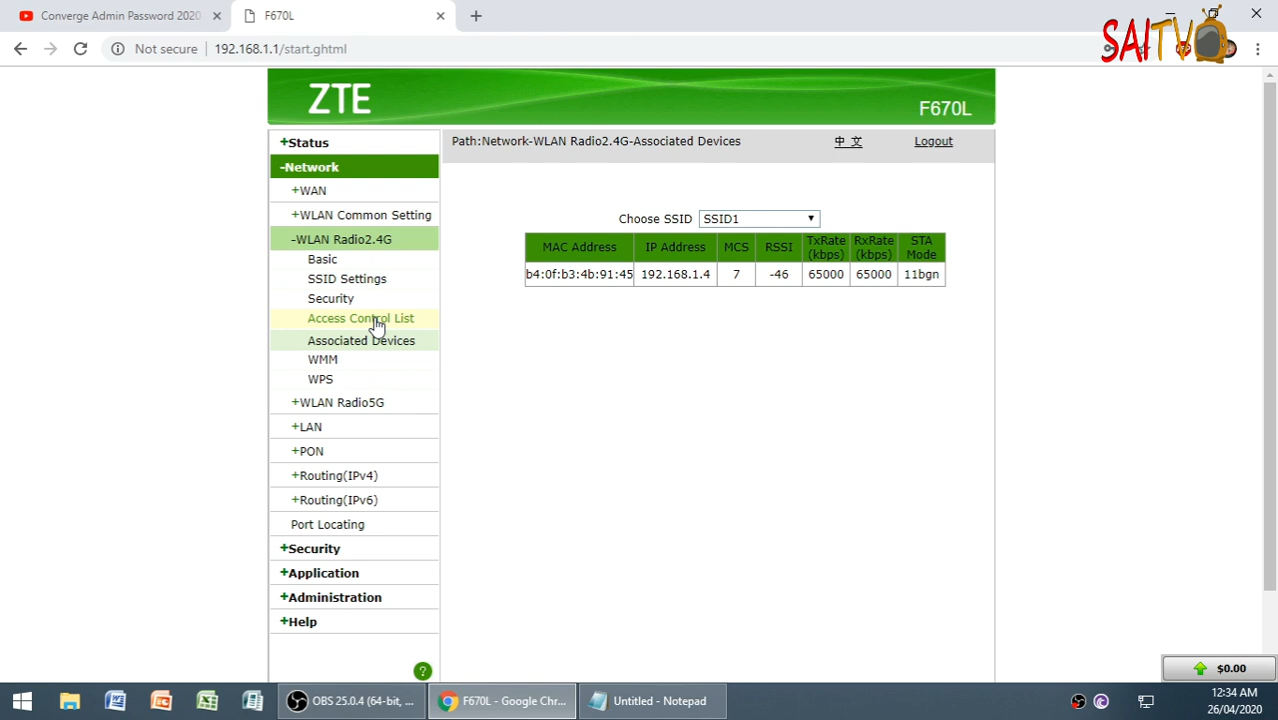 Converge Admin Password 2020
F670L
Not secure
192.168.1.1/start.ghtml
SAITV
ZTE
F670L
+Status
Path:Network-WLAN Radio2.4G-Associated Devices
中 文
Logout
-Network
+WAN
+WLAN Common Setting
-WLAN Radio2.4G
Basic
SSID Settings
Security
Access Control List
Associated Devices
WMM
WPS
+WLAN Radio5G
+LAN
+PON
+Routing(IPv4)
+Routing(IPv6)
Port Locating
+Security
+Application
+Administration
+Help
?
Choose SSID SSID1
MAC Address IP Address MCS RSSI TxRate (kbps) RxRate (kbps) STA Mode
b4:0f:b3:4b:91:45 192.168.1.4 7 -46 65000 65000 11bgn
$0.00
OBS 25.0.4 (64-bit, ...
F670L - Google Chr...
Untitled - Notepad
12:34 AM
26/04/2020